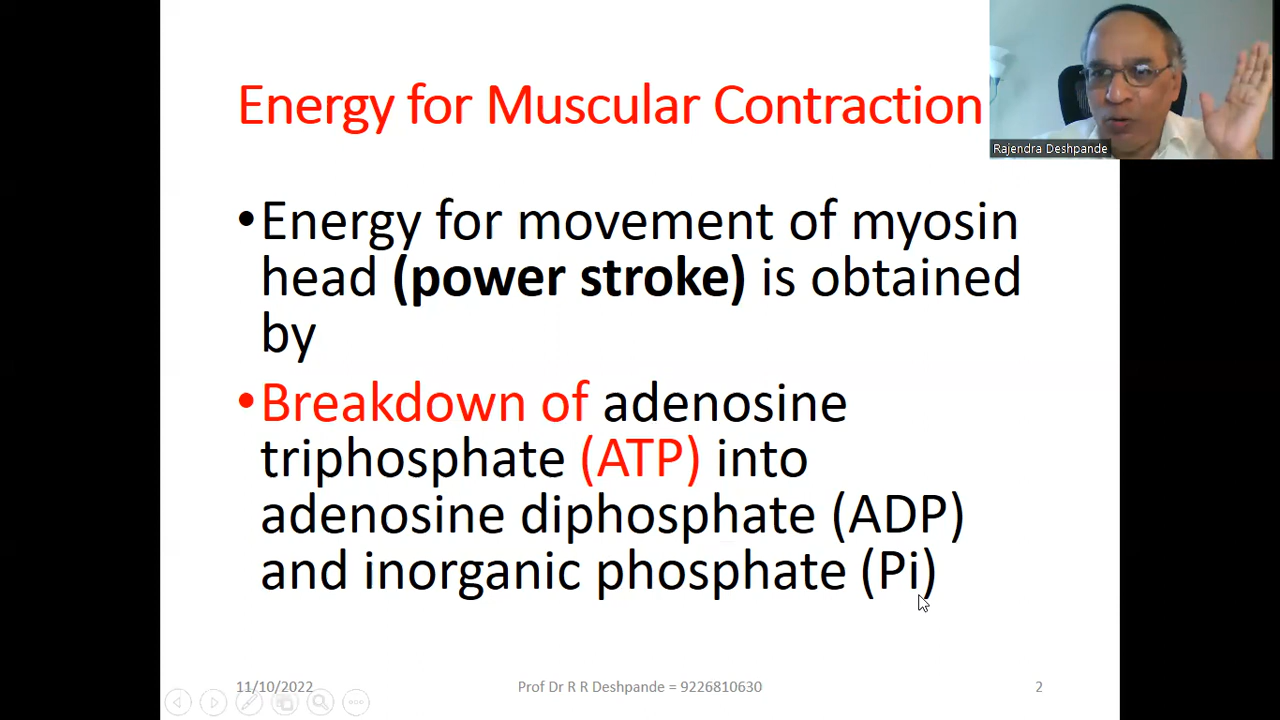 Energy for Muscular Contraction
Rajendra Deshpande
•Energy for movement of myosin
head (power stroke) is obtained
by
•Breakdown of adenosine
triphosphate (ATP) into
adenosine diphosphate (ADP)
and inorganic phosphate (Pi)
11/10/2022
Prof Dr R R Deshpande = 9226810630
2